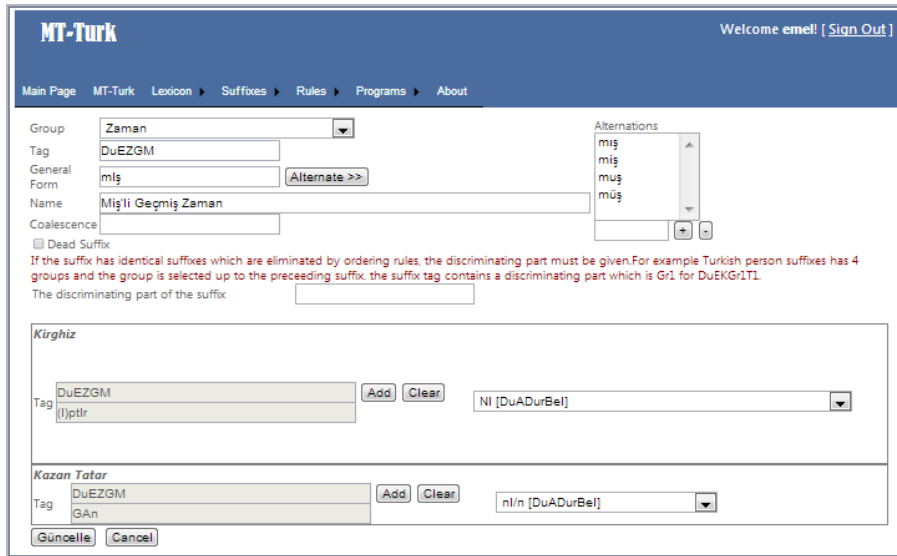 MT-Turk
Welcome emel! [ Sign Out ]
Main Page MT-Turk Lexicon Suffixes Rules Programs About
Group Zaman
Alternations
mış
miş
muş
müş
Tag DuEZGM
General Form mIş Alternate >>
Name Miş'li Geçmiş Zaman
Coalescence
+ -
Dead Suffix
If the suffix has identical suffixes which are eliminated by ordering rules, the discriminating part must be given.For example Turkish person suffixes has 4
groups and the group is selected up to the preceeding suffix. the suffix tag contains a discriminating part which is Gr1 for DuEKGr1T1.
The discriminating part of the suffix
Kirghiz
Tag DuEZGM Add Clear NI [DuADurBel]
(I)ptIr
Kazan Tatar
Tag DuEZGM Add Clear nI/n [DuADurBel]
GAn
Güncelle Cancel